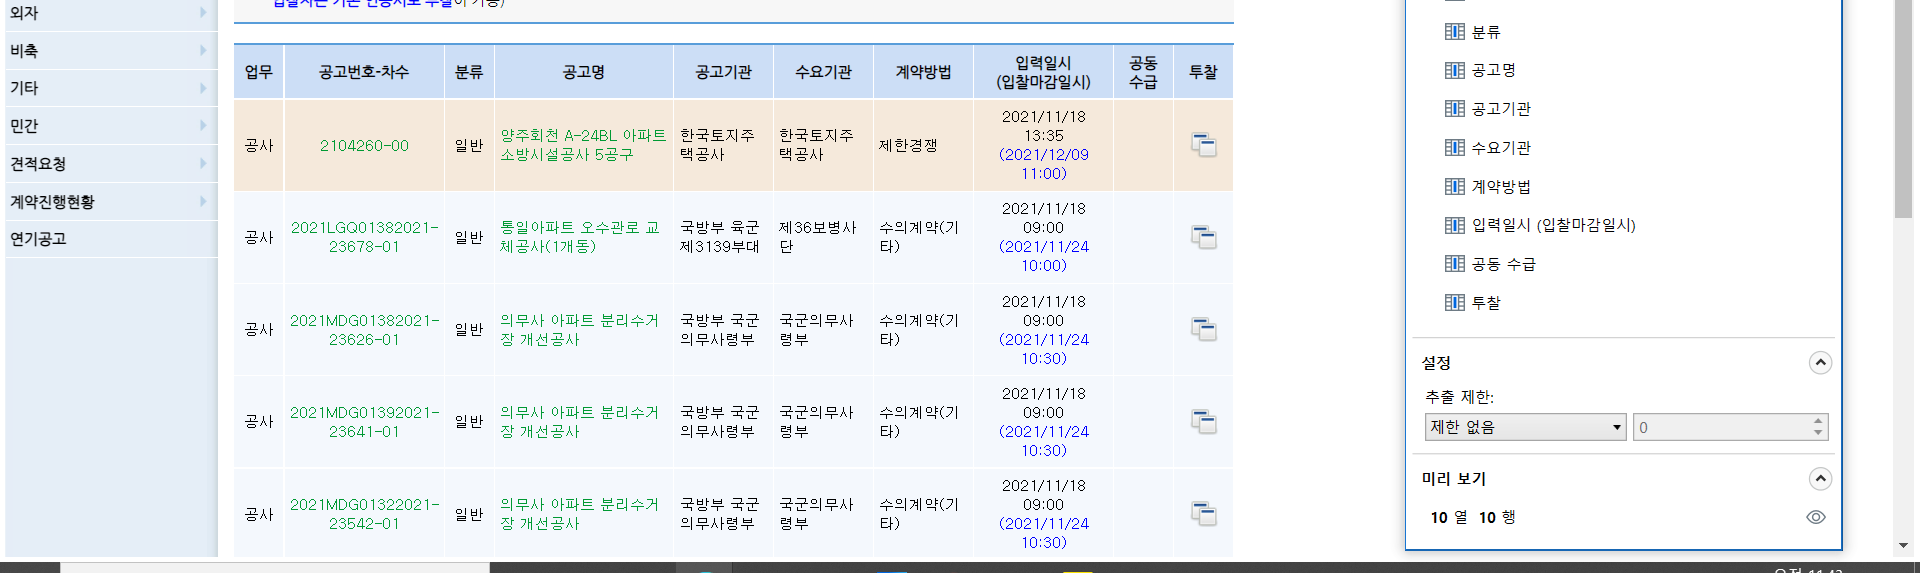 외자
비축
기타
민간
견적요청
계약진행현황
연기공고
업무 공고번호-차수 분류 공고명 공고기관 수요기관 계약방법 입력일시 (입찰마감일시) 공동 수급 투찰
공사 2104260-00 일반 양주회천 A-24BL 아파트 소방시설공사 5공구 한국토지주택공사 한국토지주택공사 제한경쟁 2021/11/18 13:35 (2021/12/09 11:00)
공사 2021LGQ01382021-23678-01 일반 통일아파트 오수관로 교체공사(1개동) 국방부 육군 제3139부대 제36보병사단 수의계약(기타) 2021/11/18 09:00 (2021/11/24 10:00)
공사 2021MDG01382021-23626-01 일반 의무사 아파트 분리수거장 개선공사 국방부 국군의무사령부 국군의무사령부 수의계약(기타) 2021/11/18 09:00 (2021/11/24 10:30)
공사 2021MDG01392021-23641-01 일반 의무사 아파트 분리수거장 개선공사 국방부 국군의무사령부 국군의무사령부 수의계약(기타) 2021/11/18 09:00 (2021/11/24 10:30)
공사 2021MDG01322021-23542-01 일반 의무사 아파트 분리수거장 개선공사 국방부 국군의무사령부 국군의무사령부 수의계약(기타) 2021/11/18 09:00 (2021/11/24 10:30)
분류
공고명
공고기관
수요기관
계약방법
입력일시 (입찰마감일시)
공동 수급
투찰
설정
추출 제한:
제한 없음 0
미리 보기
10 열 10 행